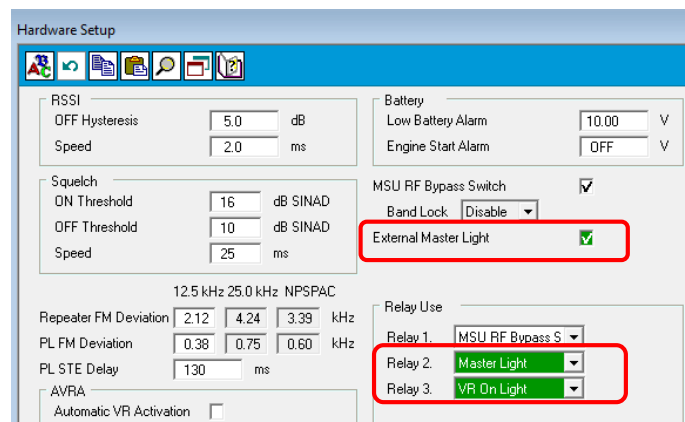 Hardware Setup
RSSI
OFF Hysteresis 5.0 dB
Speed 2.0 ms
Battery
Low Battery Alarm 10.00 V
Engine Start Alarm OFF V
Squelch
ON Threshold 16 dB SINAD
OFF Threshold 10 dB SINAD
Speed 25 ms
MSU RF Bypass Switch
Band Lock Disable
External Master Light
12.5 kHz 25.0 kHz NPSPAC
Repeater FM Deviation 2.12 4.24 3.39 kHz
PL FM Deviation 0.38 0.75 0.60 kHz
PL STE Delay 130 ms
Relay Use
Relay 1. MSU RF Bypass S
Relay 2. Master Light
Relay 3. VR On Light
AVRA
Automatic VR Activation